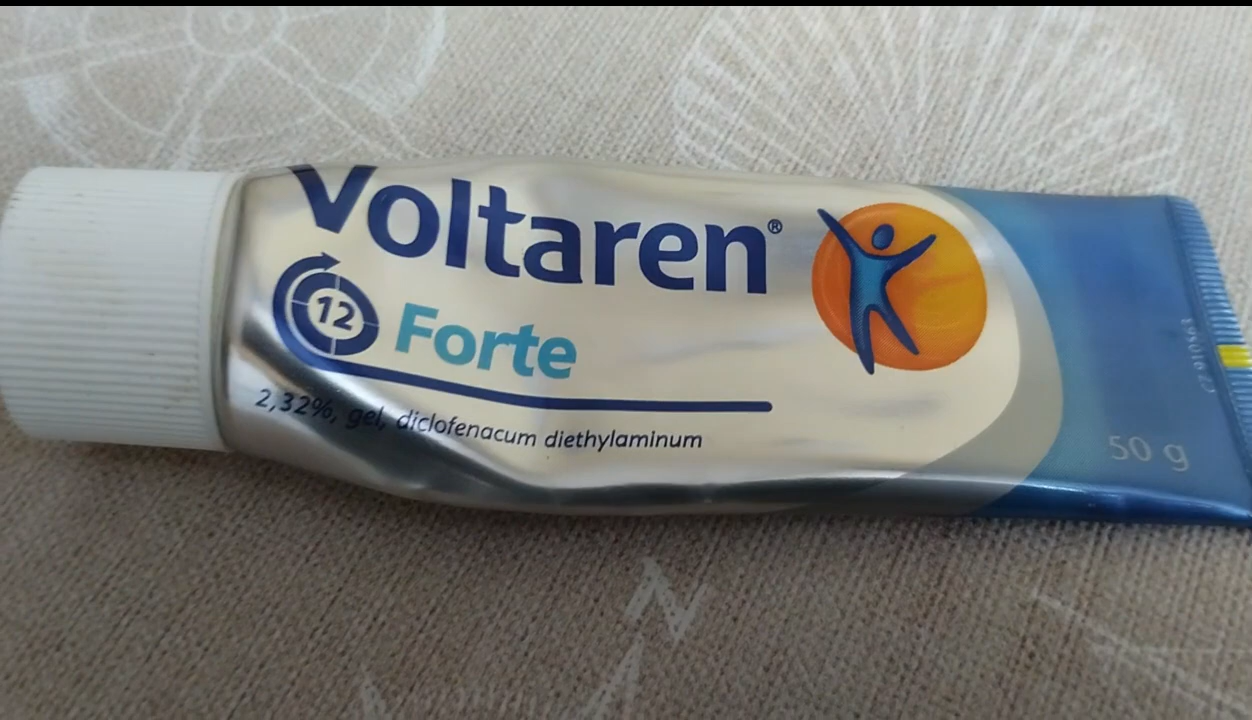 Voltaren®
12 Forte
2,32%, gel, diclofenacum diethylaminum
50 g